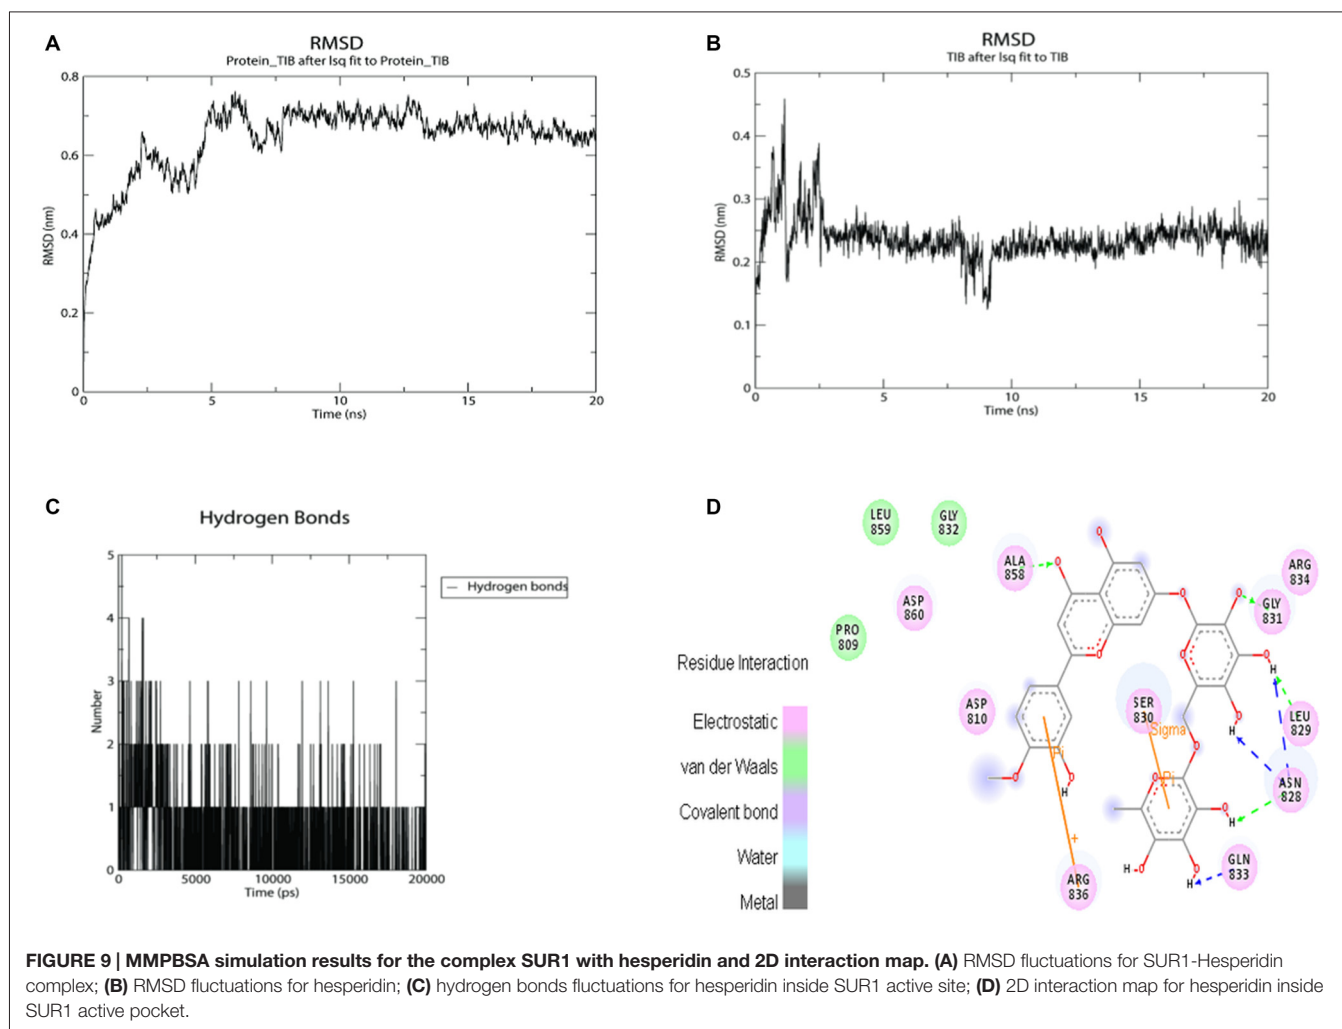 A
RMSD
Protein_TIB after lsq fit to Protein_TIB
0.8
0.6
0.4
0.2
0
RMSD (nm)
0 5 10 15 20
Time (ns)
B
RMSD
TIB after lsq fit to TIB
0.5
0.4
0.3
0.2
0.1
0
RMSD (nm)
0 5 10 15 20
Time (ns)
C
Hydrogen Bonds
5
4
3
2
1
0
Number
0 5000 10000 15000 20000
Time (ps)
Hydrogen bonds
D
LEU
859
GLY
832
ALA
858
ARG
834
ASP
860
GLY
831
PRO
809
Residue Interaction
Electrostatic
van der Waals
Covalent bond
Water
Metal
ASP
810
SER
830
LEU
829
ASN
828
GLN
833
ARG
836
Sigma
Pi
Pi
+
O
O
O
O
O
O
O
H
O
H
O
O
O
H
O
O
H
O
H
H-O
FIGURE 9 | MMPBSA simulation results for the complex SUR1 with hesperidin and 2D interaction map. (A) RMSD fluctuations for SUR1-Hesperidin
complex; (B) RMSD fluctuations for hesperidin; (C) hydrogen bonds fluctuations for hesperidin inside SUR1 active site; (D) 2D interaction map for hesperidin inside
SUR1 active pocket.